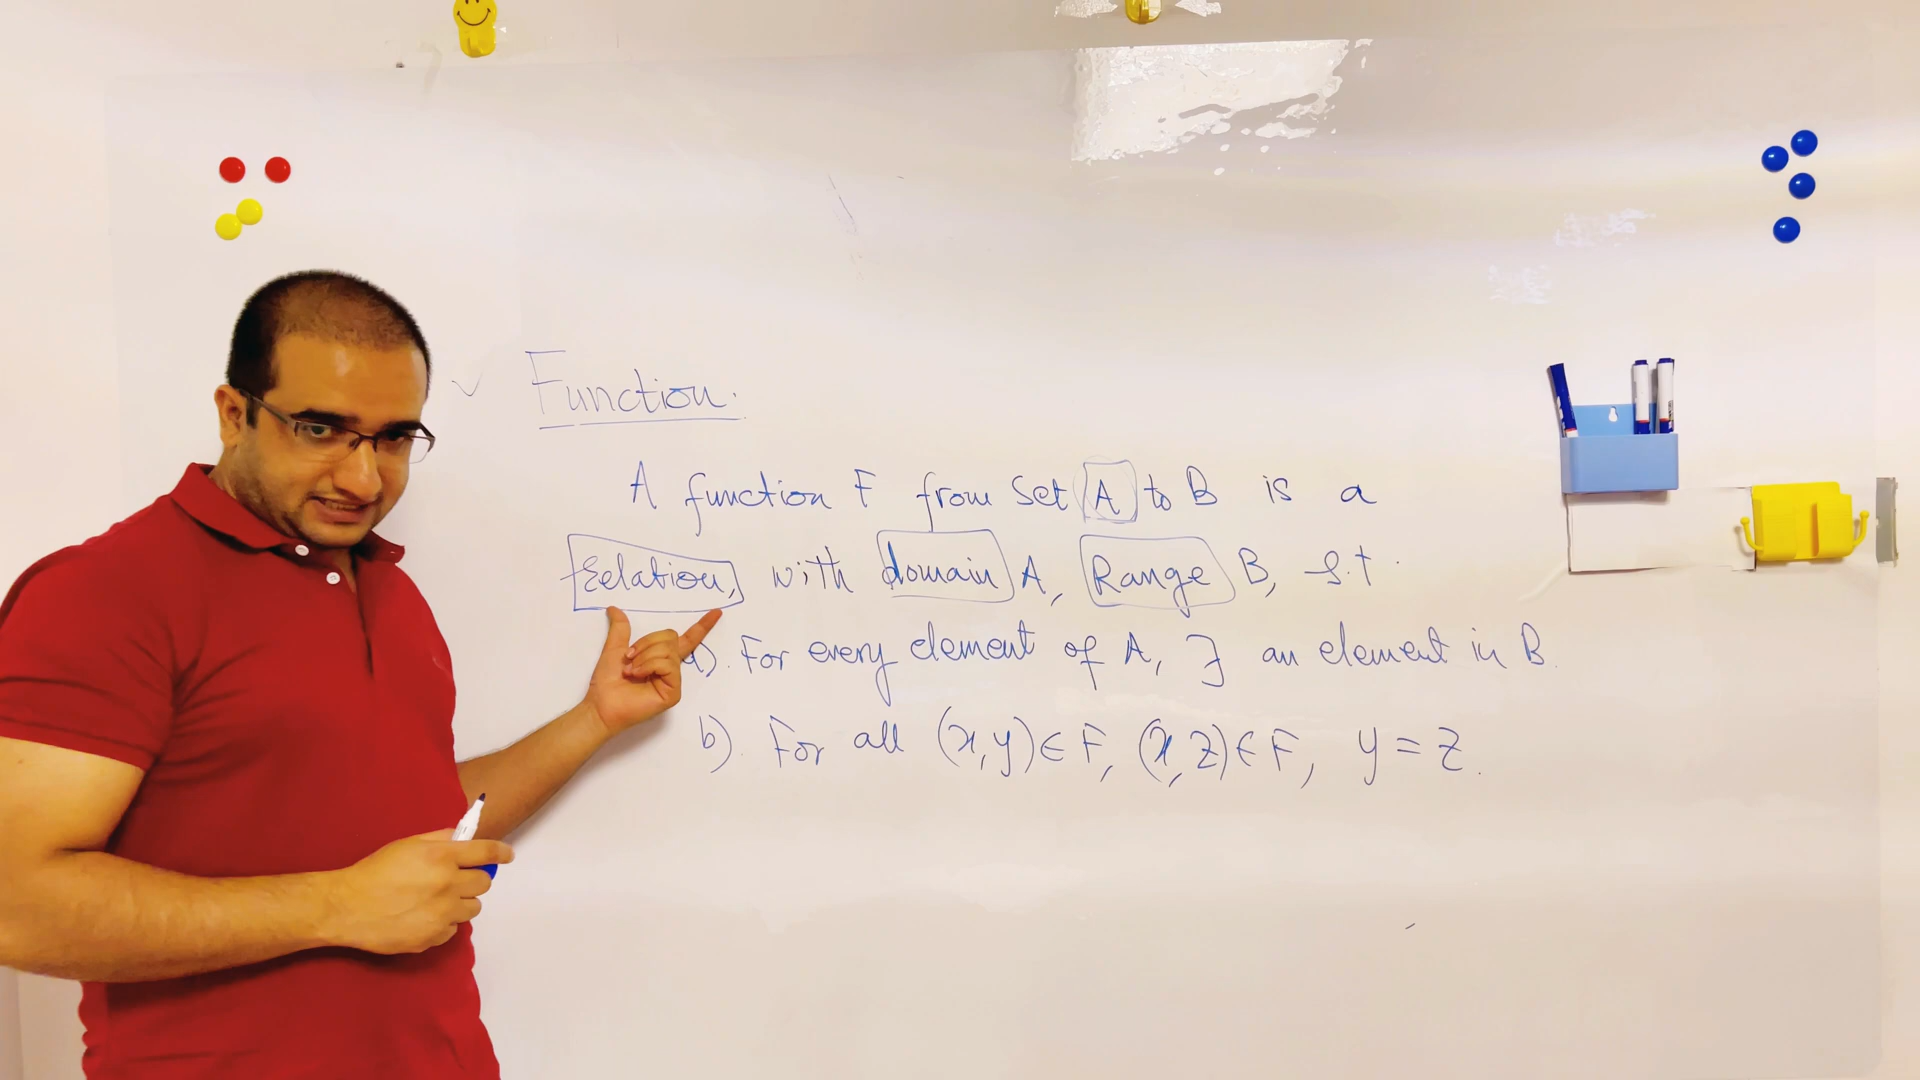 Function.
A function F from Set A to B is a
Relation, with domain A, Range B, s.t.
a). For every element of A, ∃ an element in B.
b). For all (x,y) ∈ F, (x,z) ∈ F, y = z.